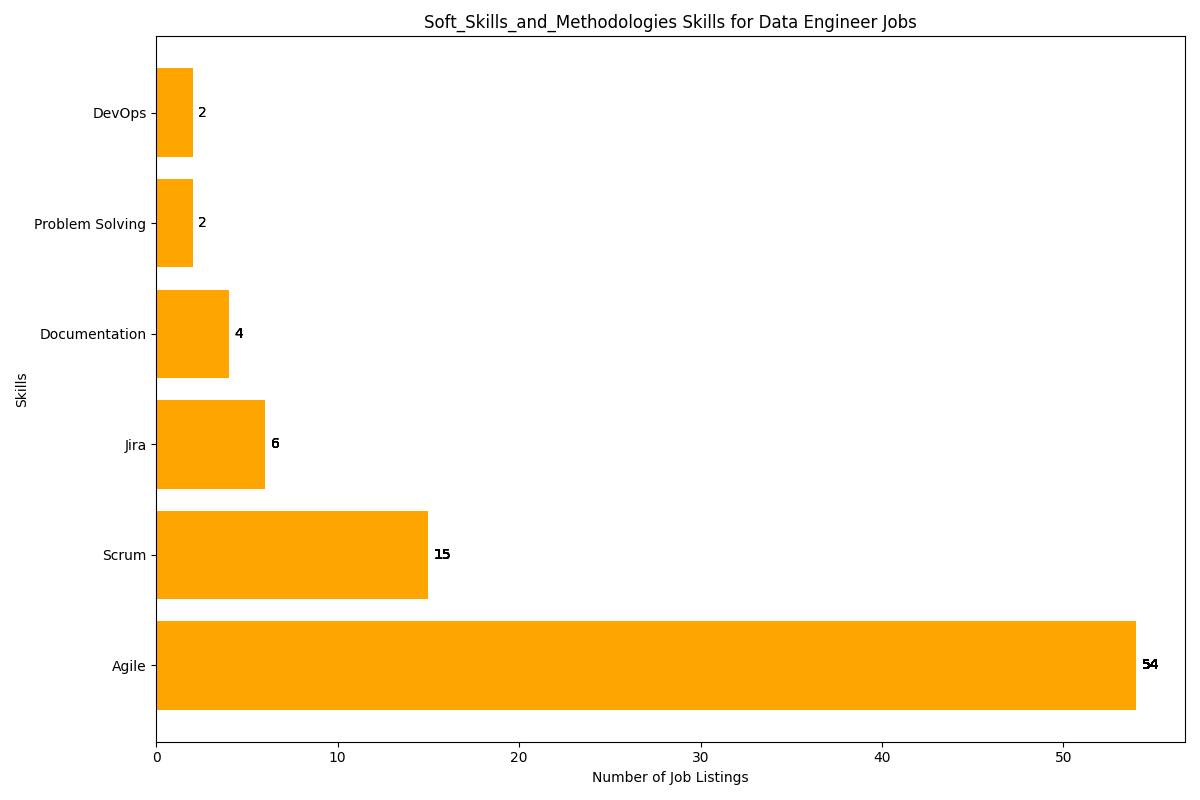 Soft_Skills_and_Methodologies Skills for Data Engineer Jobs
DevOps 2
Problem Solving 2
Documentation 4
Jira 6
Scrum 15
Agile 54
Skills
0 10 20 30 40 50
Number of Job Listings